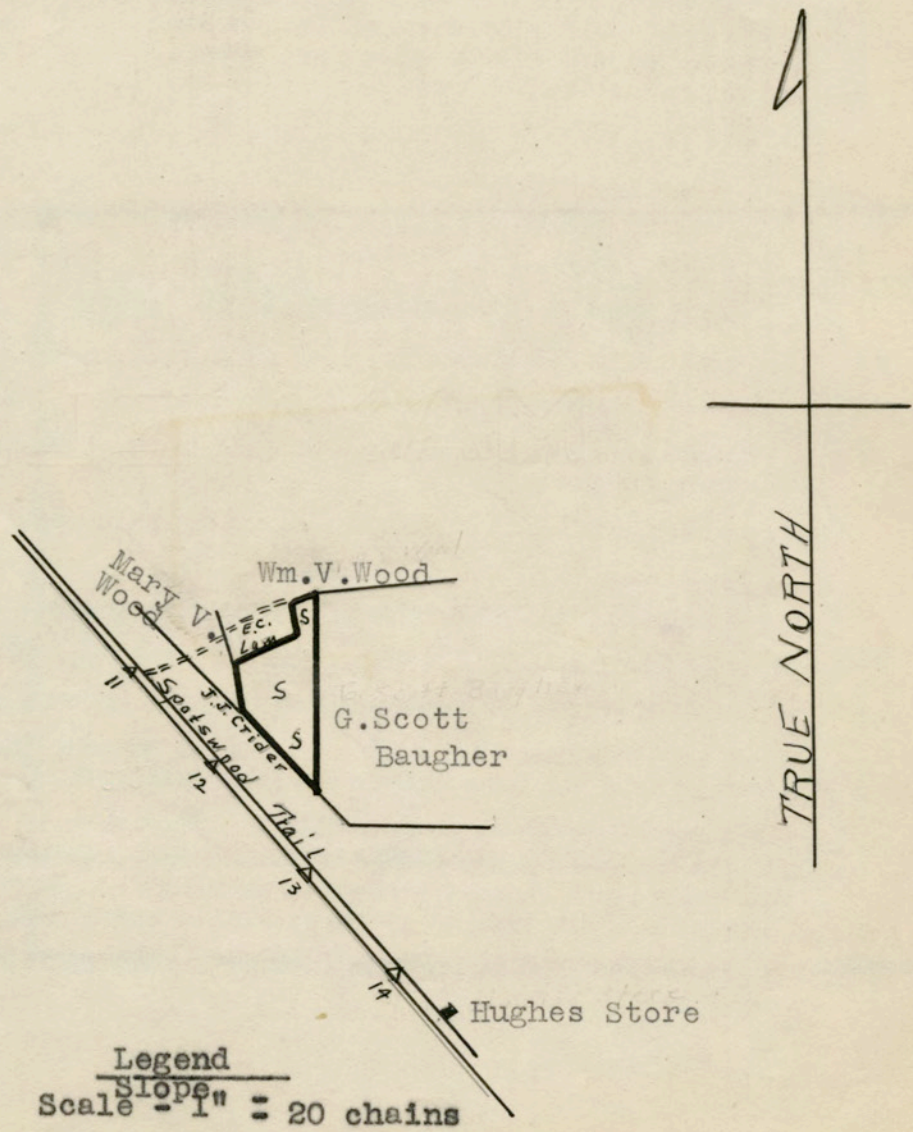 TRUE NORTH
Wm.V.Wood
Mary V.
Wood
E.C.
Lam
S
S
S
G.Scott
Baugher
J.J. Crider
Spotswood Trail
11
12
13
14
Hughes Store
Legend
Slope
Scale - 1" = 20 chains